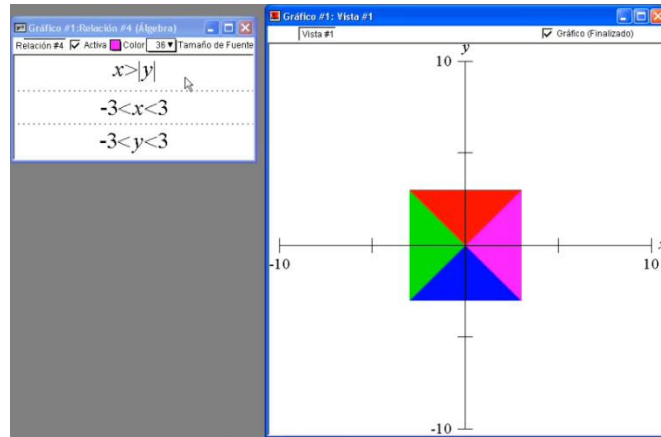 Gráfico #1:Relación #4 (Álgebra)
Relación #4 Activa Color 36 Tamaño de Fuente
x>|y|
-3<x<3
-3<y<3
Gráfico #1: Vista #1
Vista #1 Gráfico (Finalizado)
y
10
-10
10
x
-10